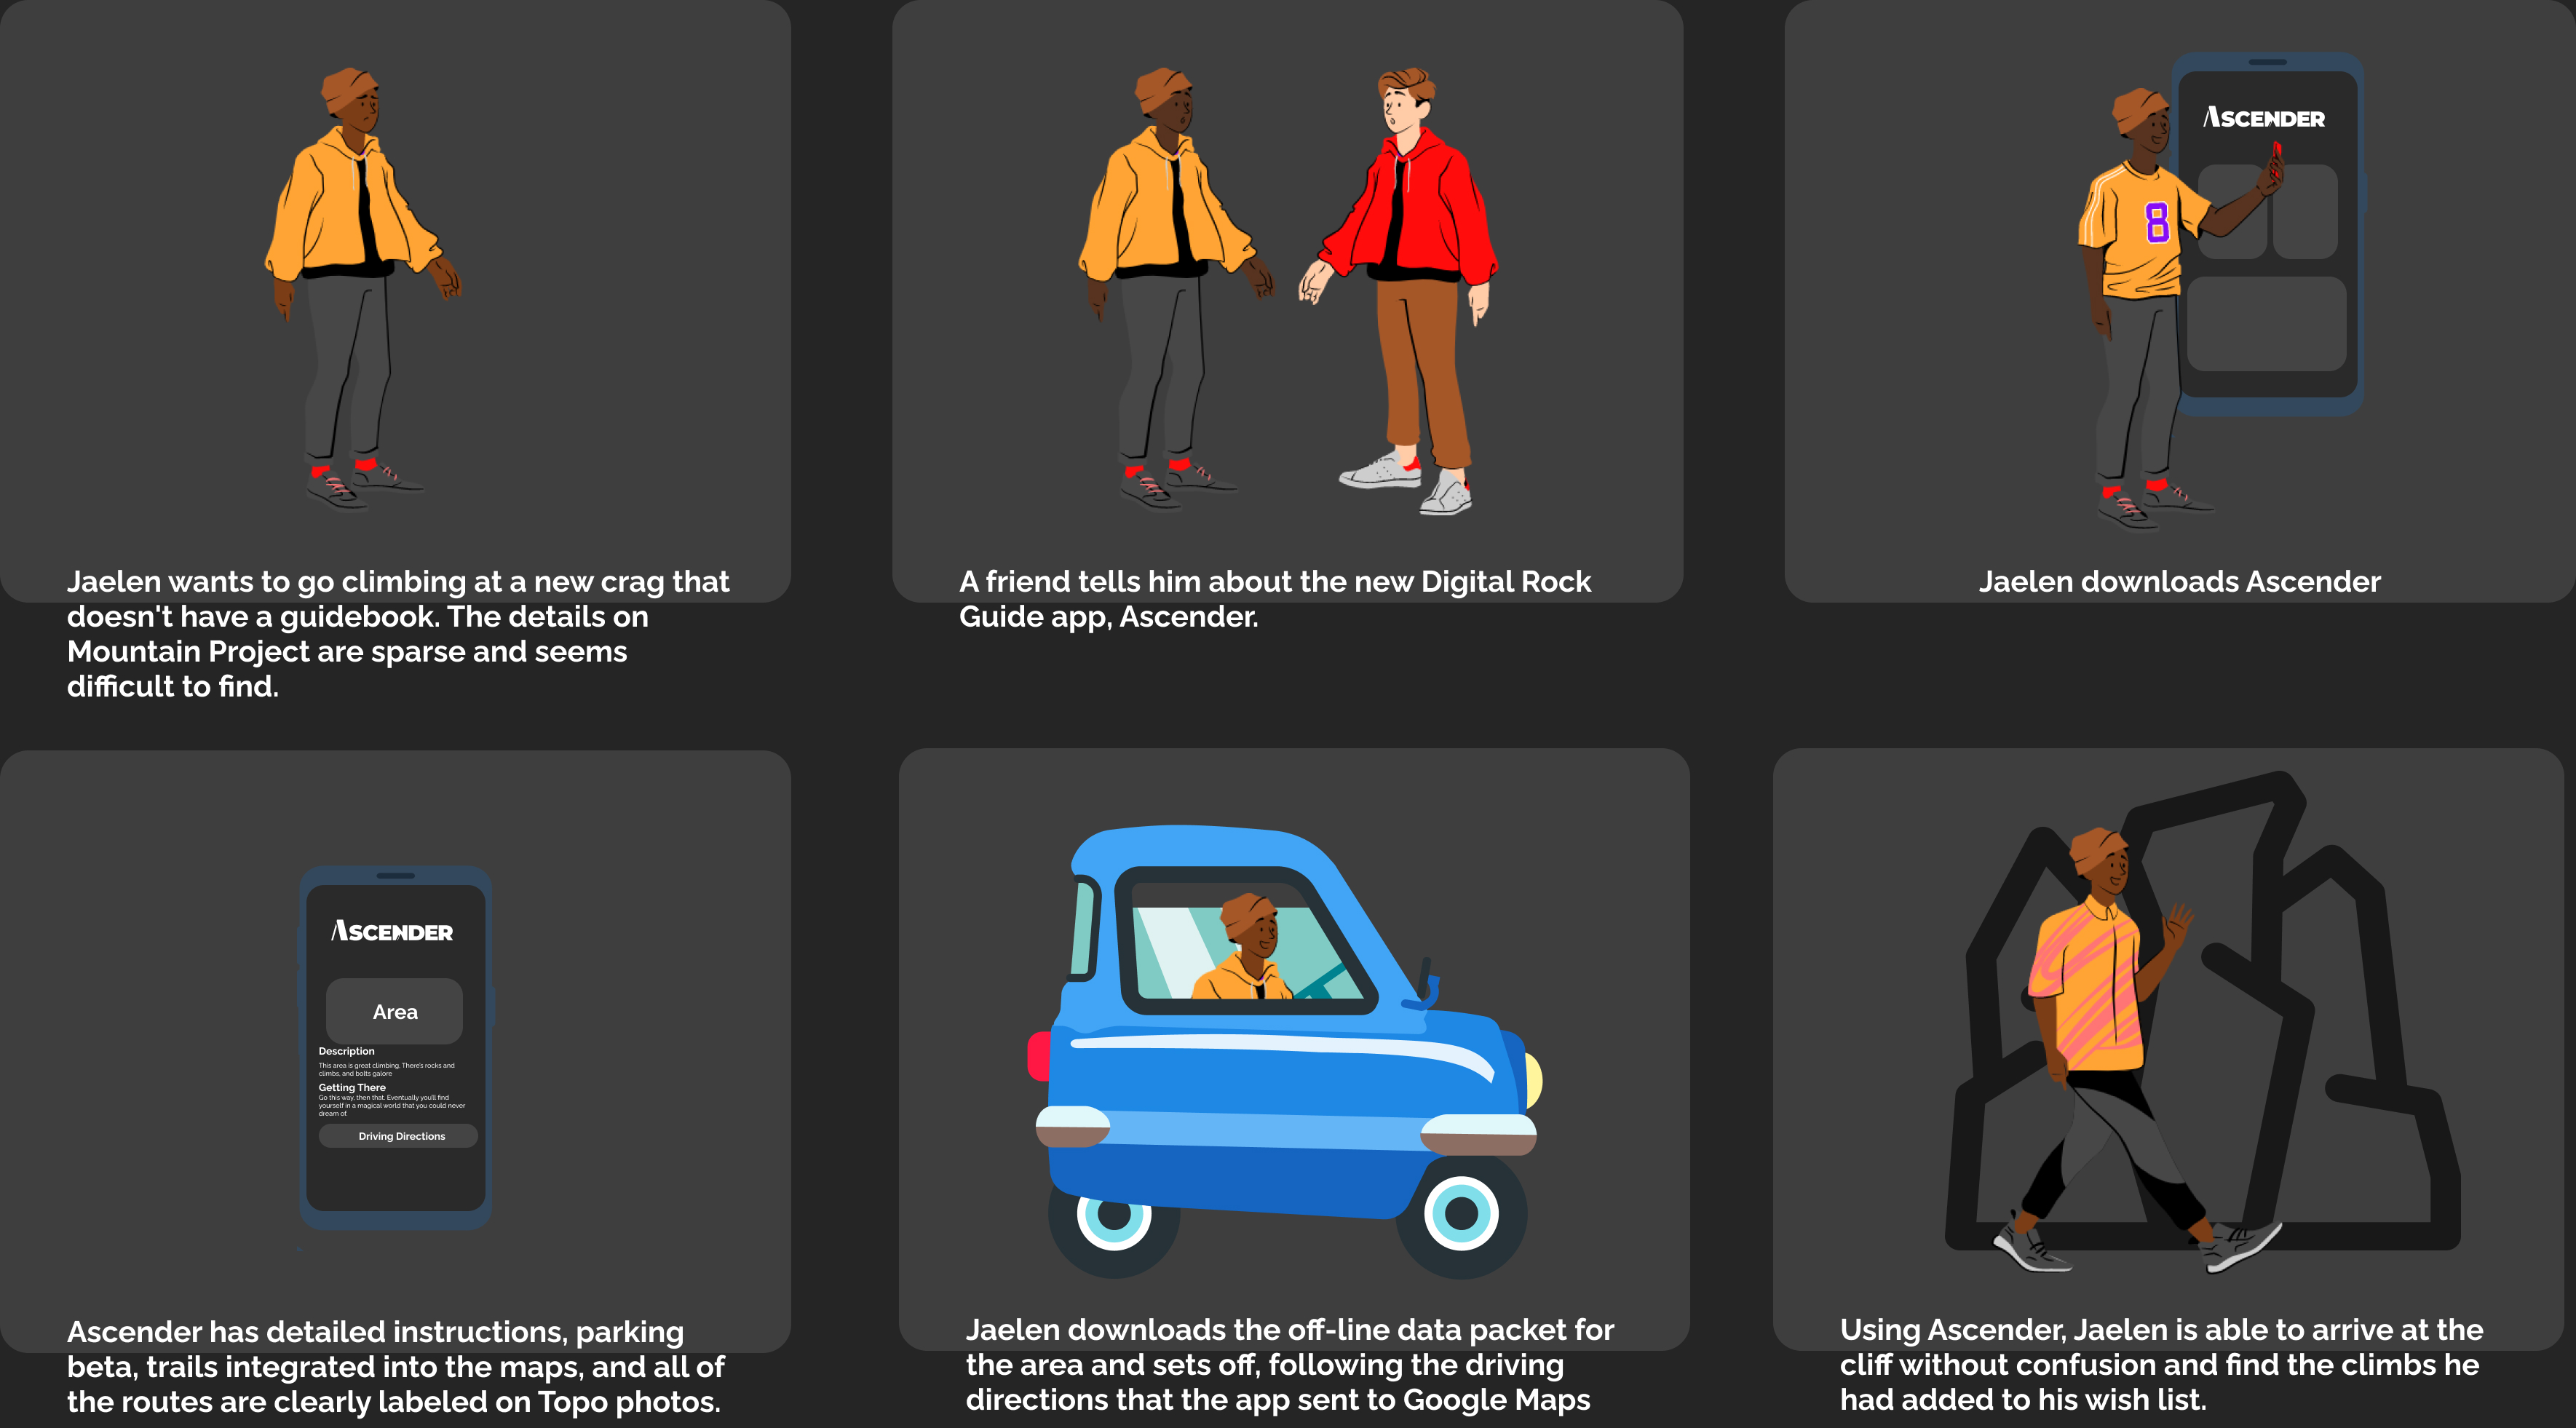 ASCENDER
8
Jaelen wants to go climbing at a new crag that
doesn't have a guidebook. The details on
Mountain Project are sparse and seems
difficult to find.
A friend tells him about the new Digital Rock
Guide app, Ascender.
Jaelen downloads Ascender
ASCENDER
Area
Description
This area is great climbing. There's rocks and
climbs, and bolts galore
Getting There
Go this way, then that. Eventually you'll find
yourself in a magical world that you could never
dream of.
Driving Directions
Ascender has detailed instructions, parking
beta, trails integrated into the maps, and all of
the routes are clearly labeled on Topo photos.
Jaelen downloads the off-line data packet for
the area and sets off, following the driving
directions that the app sent to Google Maps
Using Ascender, Jaelen is able to arrive at the
cliff without confusion and find the climbs he
had added to his wish list.